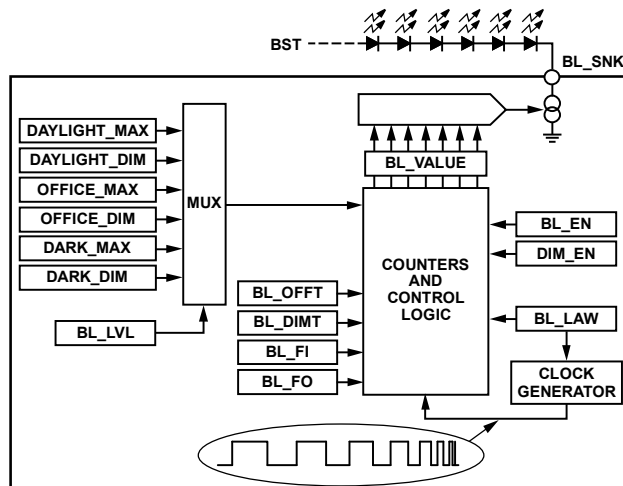 BST
BL_SNK
DAYLIGHT_MAX
DAYLIGHT_DIM
OFFICE_MAX
OFFICE_DIM
DARK_MAX
DARK_DIM
MUX
BL_LVL
BL_VALUE
COUNTERS
AND
CONTROL
LOGIC
BL_OFFT
BL_DIMT
BL_FI
BL_FO
BL_EN
DIM_EN
BL_LAW
CLOCK
GENERATOR